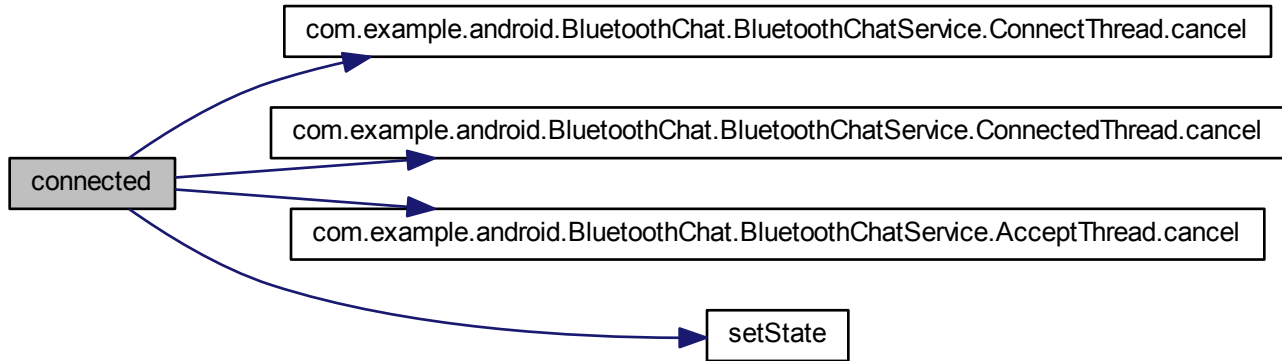 com.example.android.BluetoothChat.BluetoothChatService.ConnectThread.cancel
com.example.android.BluetoothChat.BluetoothChatService.ConnectedThread.cancel
connected
com.example.android.BluetoothChat.BluetoothChatService.AcceptThread.cancel
setState